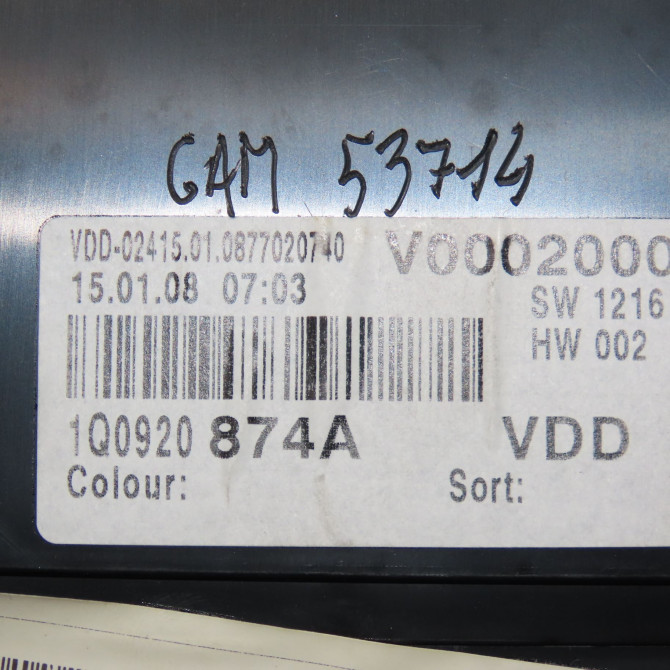 GAM 53714
VDD-02415.01.0877020740 V0002000
15.01.08 07:03 SW 1216
HW 002
1Q0920 874A VDD
Colour: Sort: